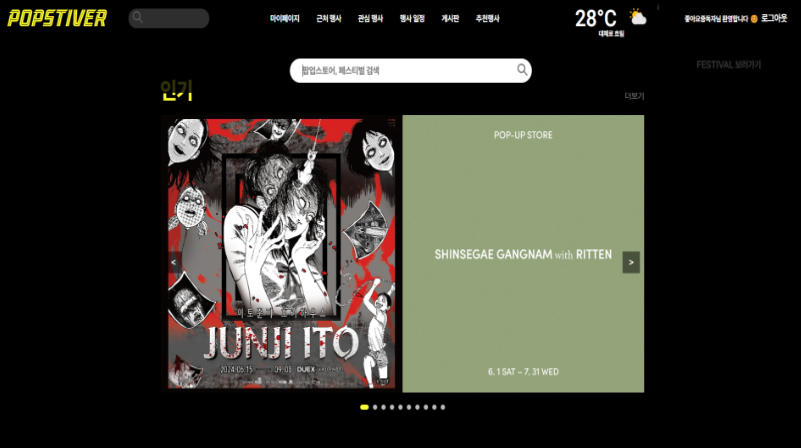 POPSTIVER
마이페이지
근처 행사
관심 행사
행사 일정
게시판
추천행사
28°C
대체로 흐림
좋아요중독자님 환영합니다
로그아웃
팝업스토어, 페스티벌 검색
FESTIVAL 보러가기
인기
더보기
JUNJI ITO
2024.06.15
09.08
DUEX
POP-UP STORE
SHINSEGAE GANGNAM with RITTEN
6. 1 SAT – 7. 31 WED
<
>